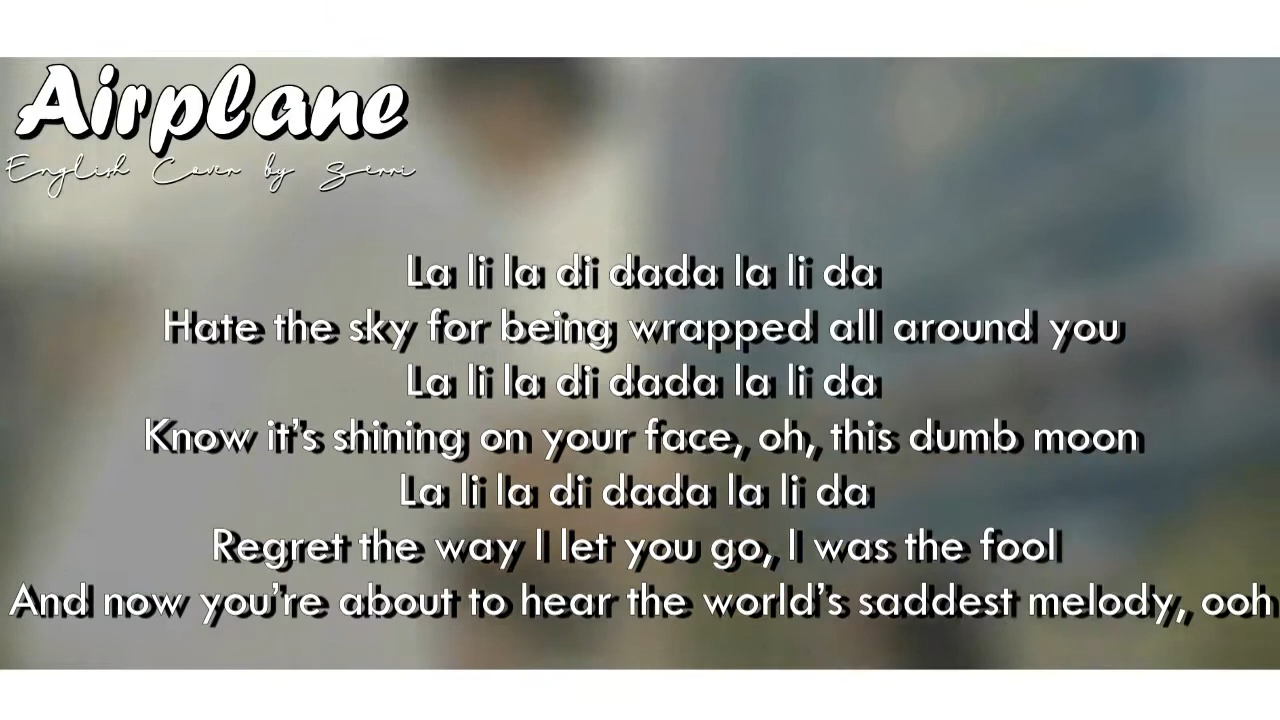 Airplane
English Cover by Zerri
La li la di dada la li da
Hate the sky for being wrapped all around you
La li la di dada la li da
Know it's shining on your face, oh, this dumb moon
La li la di dada la li da
Regret the way I let you go, I was the fool
And now you're about to hear the world's saddest melody, ooh